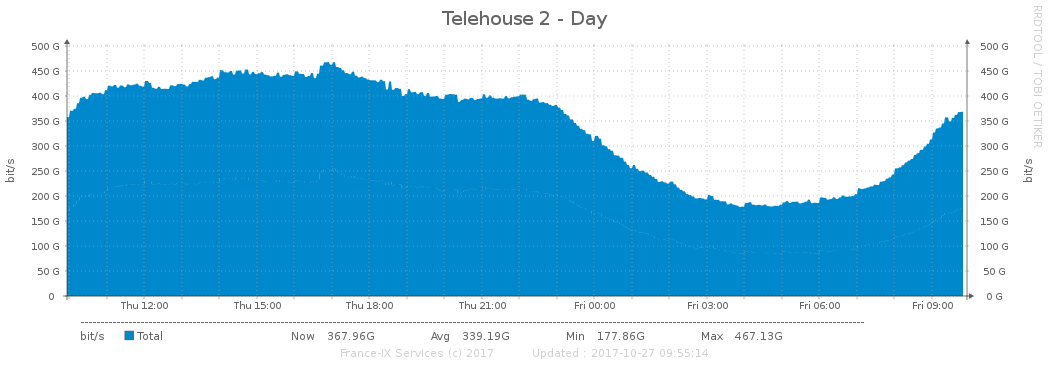 Telehouse 2 - Day
RRDTOOL / TOBI OETIKER
500 G 500 G
450 G 450 G
400 G 400 G
350 G 350 G
300 G 300 G
250 G 250 G
200 G 200 G
150 G 150 G
100 G 100 G
50 G 50 G
0 0 G
bit/s bit/s
Thu 12:00 Thu 15:00 Thu 18:00 Thu 21:00 Fri 00:00 Fri 03:00 Fri 06:00 Fri 09:00
bit/s Total Now 367.96G Avg 339.19G Min 177.86G Max 467.13G
France-IX Services (c) 2017 Updated : 2017-10-27 09:55:14